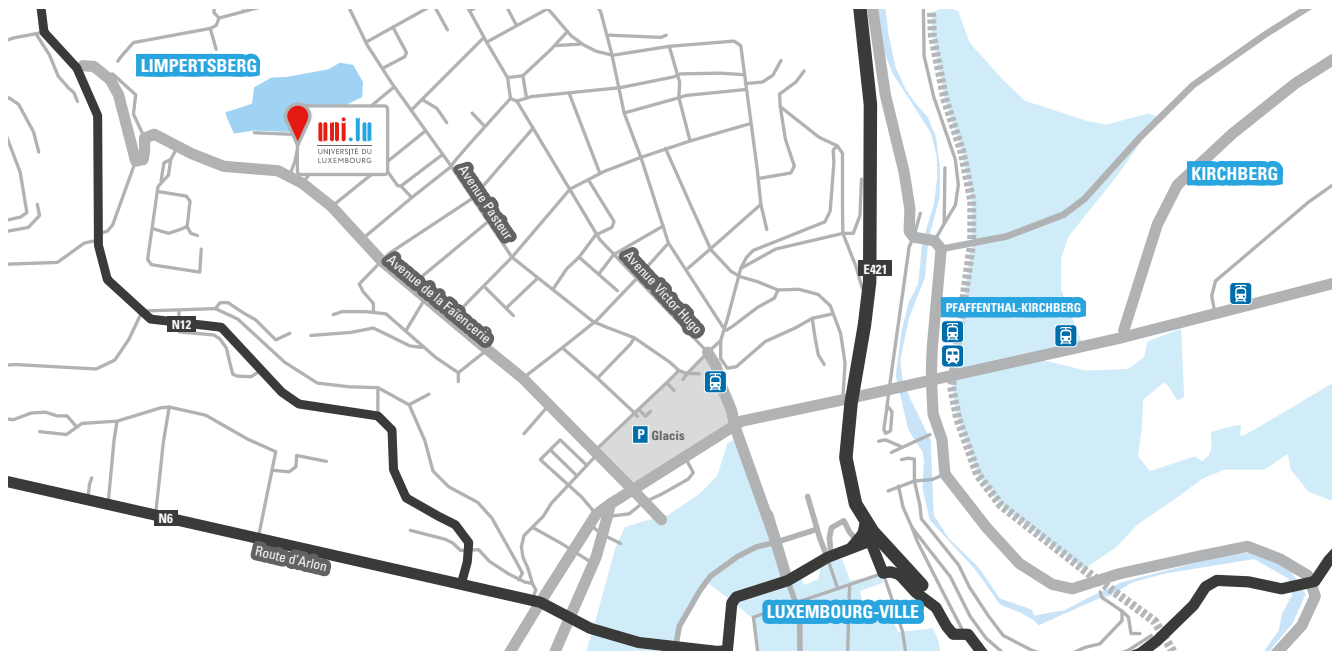 LIMPERTSBERG
uni.lu
UNIVERSITÉ DU
LUXEMBOURG
KIRCHBERG
Avenue Pasteur
Avenue de la Faïencerie
Avenue Victor Hugo
E421
PFAFFENTHAL-KIRCHBERG
N12
P Glacis
N6
Route d'Arlon
LUXEMBOURG-VILLE